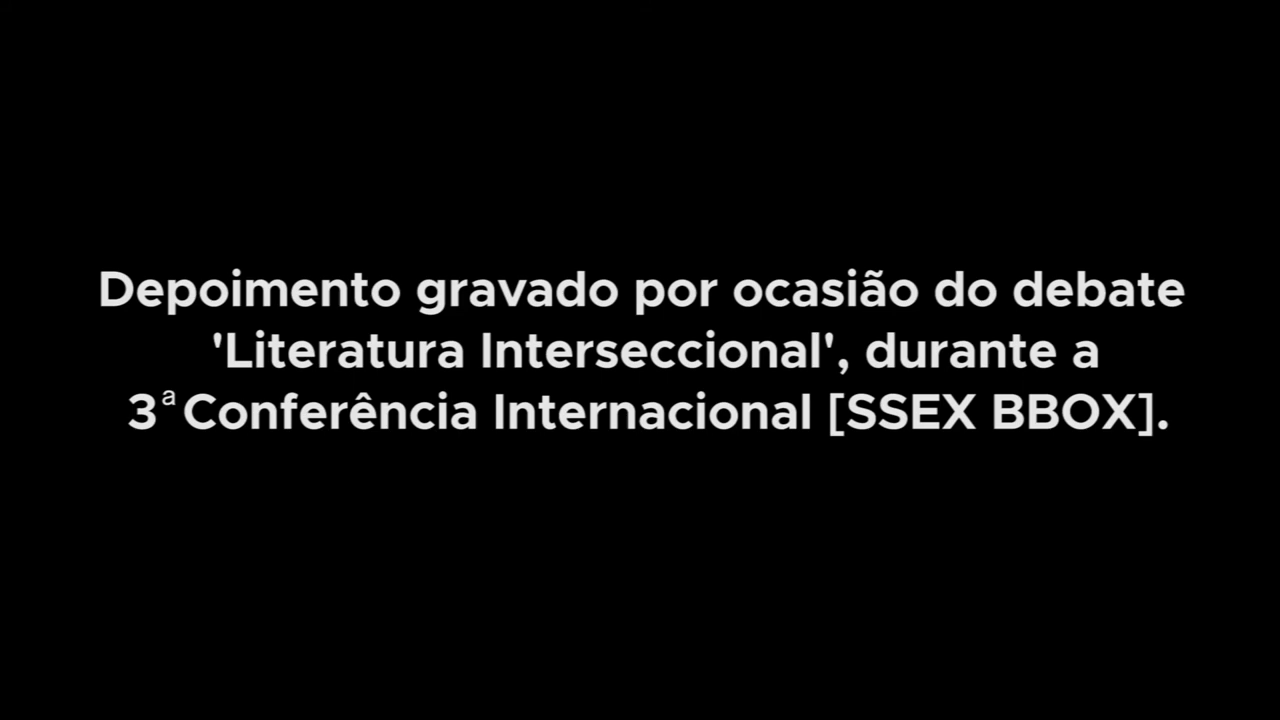 Depoimento gravado por ocasião do debate
'Literatura Interseccional', durante a
3ª Conferência Internacional [SSEX BBOX].